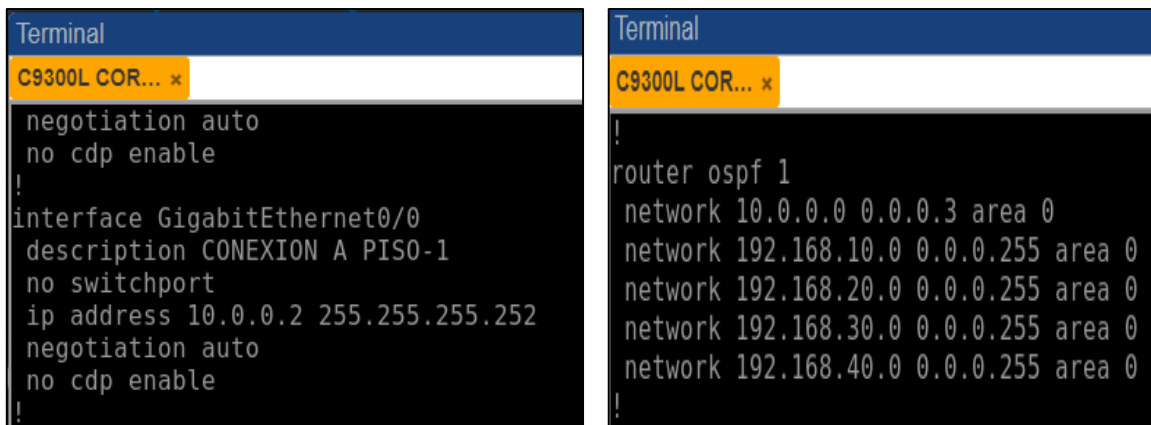 Terminal
C9300L COR... ×
negotiation auto
no cdp enable
!
interface GigabitEthernet0/0
description CONEXION A PISO-1
no switchport
ip address 10.0.0.2 255.255.255.252
negotiation auto
no cdp enable
!
Terminal
C9300L COR... ×
!
router ospf 1
network 10.0.0.0 0.0.0.3 area 0
network 192.168.10.0 0.0.0.255 area 0
network 192.168.20.0 0.0.0.255 area 0
network 192.168.30.0 0.0.0.255 area 0
network 192.168.40.0 0.0.0.255 area 0
!